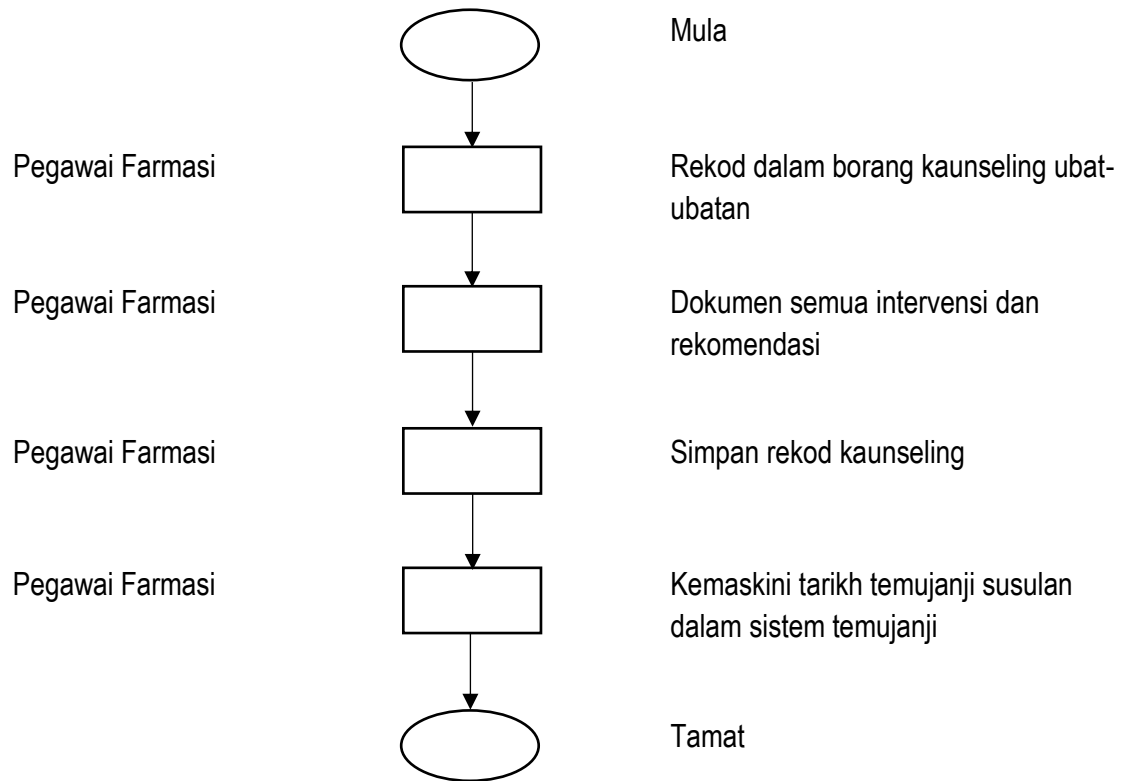 Mula
Pegawai Farmasi
Rekod dalam borang kaunseling ubat-
ubatan
Pegawai Farmasi
Dokumen semua intervensi dan
rekomendasi
Pegawai Farmasi
Simpan rekod kaunseling
Pegawai Farmasi
Kemaskini tarikh temujanji susulan
dalam sistem temujanji
Tamat